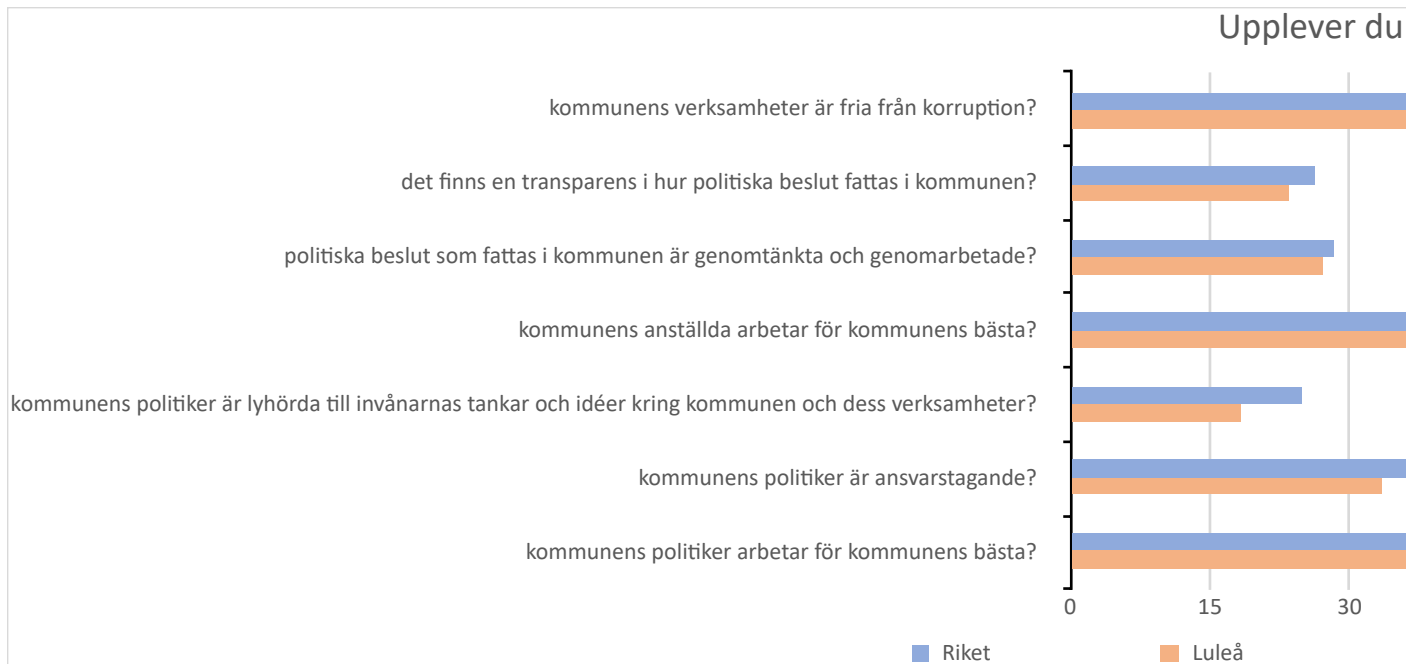 Upplever du
kommunens verksamheter är fria från korruption?
det finns en transparens i hur politiska beslut fattas i kommunen?
politiska beslut som fattas i kommunen är genomtänkta och genomarbetade?
kommunens anställda arbetar för kommunens bästa?
kommunens politiker är lyhörda till invånarnas tankar och idéer kring kommunen och dess verksamheter?
kommunens politiker är ansvarstagande?
kommunens politiker arbetar för kommunens bästa?
0 15 30
Riket Luleå